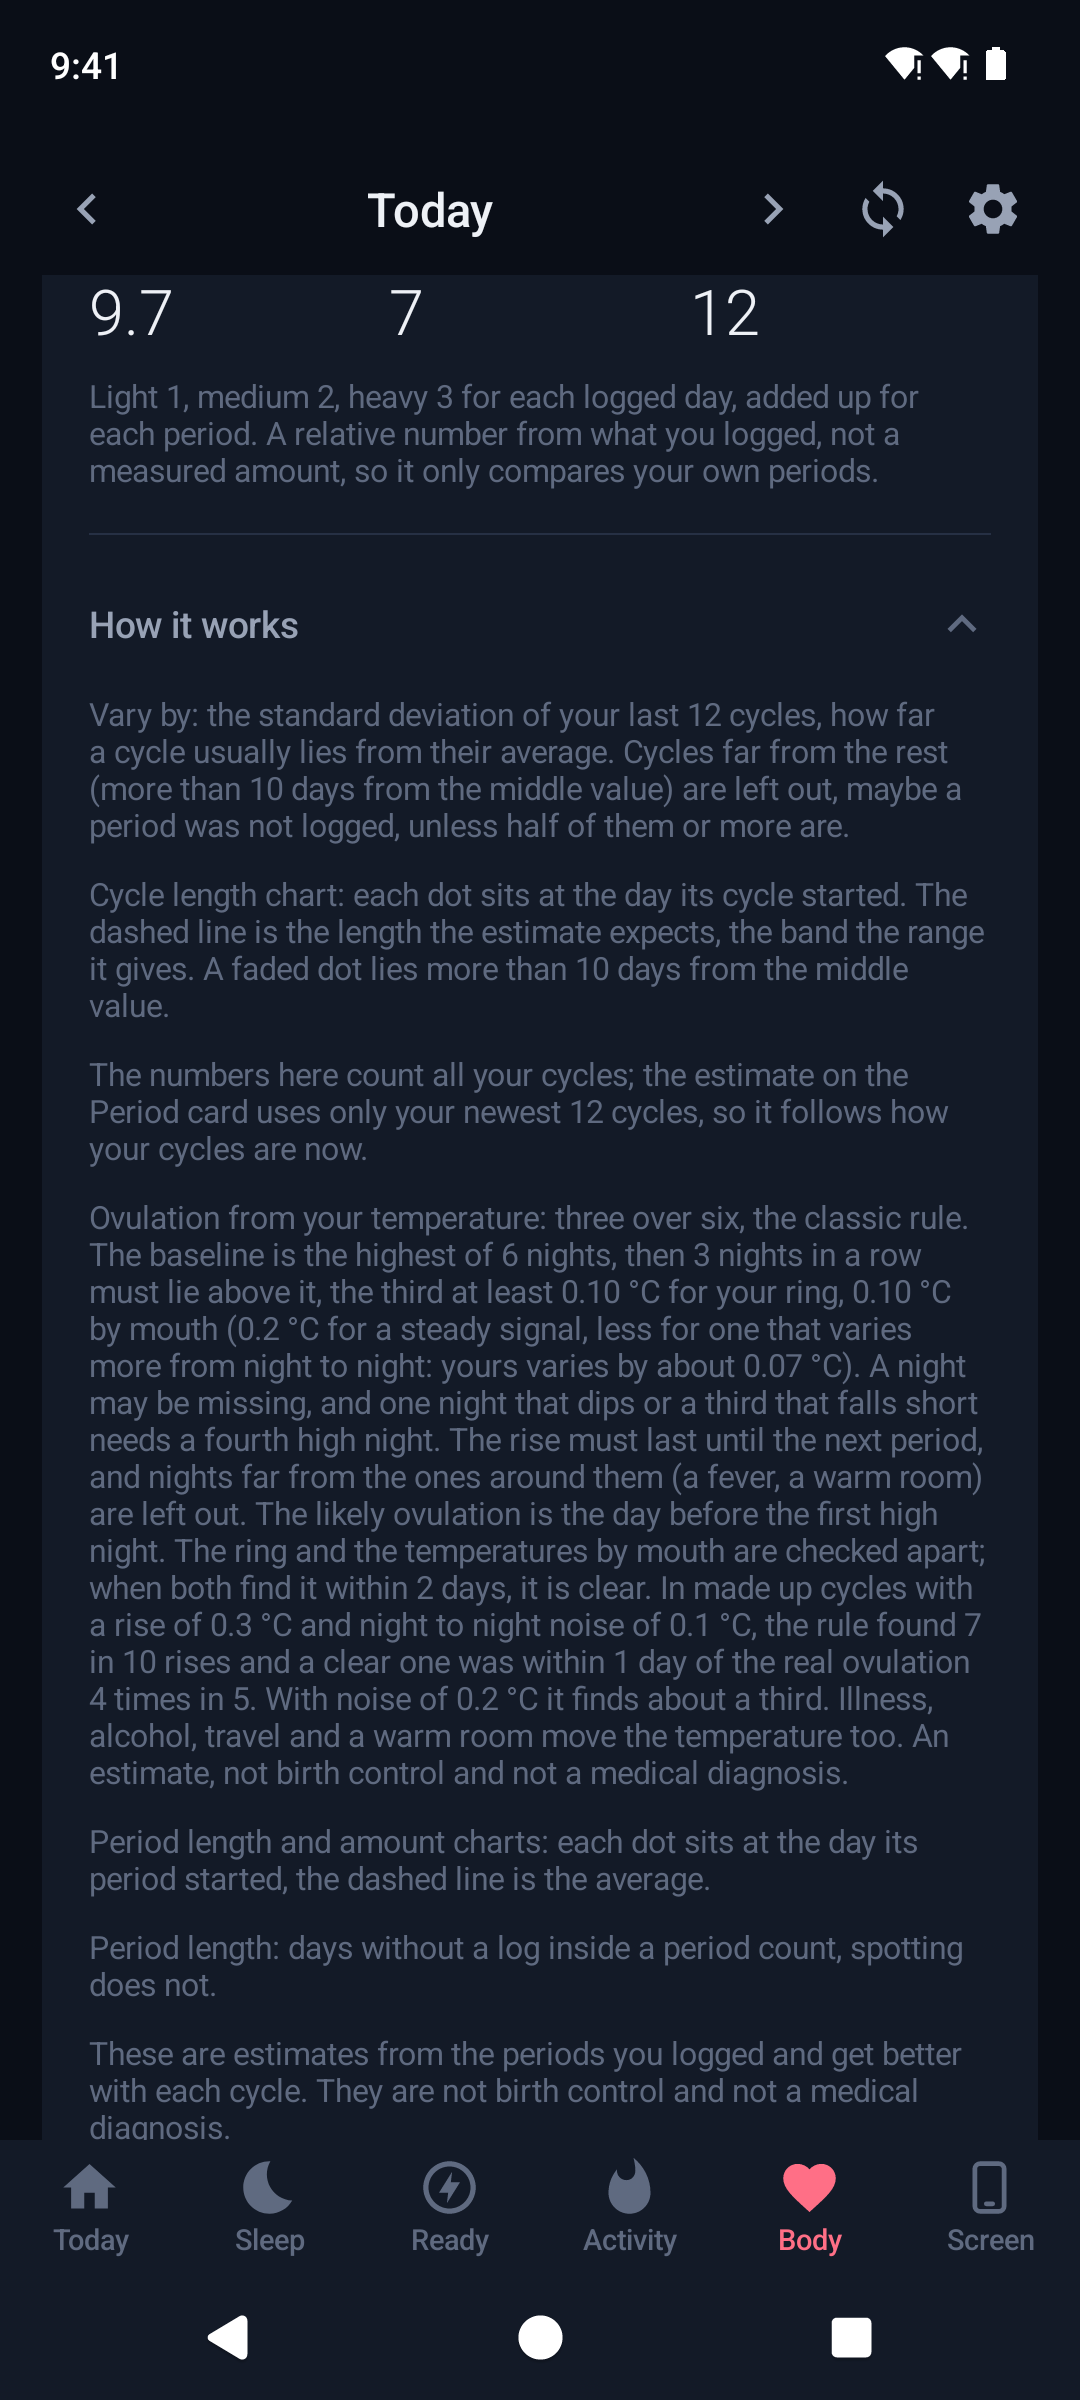 9:41
Today
9.7 7 12
Light 1, medium 2, heavy 3 for each logged day, added up for
each period. A relative number from what you logged, not a
measured amount, so it only compares your own periods.
How it works
Vary by: the standard deviation of your last 12 cycles, how far
a cycle usually lies from their average. Cycles far from the rest
(more than 10 days from the middle value) are left out, maybe a
period was not logged, unless half of them or more are.
Cycle length chart: each dot sits at the day its cycle started. The
dashed line is the length the estimate expects, the band the range
it gives. A faded dot lies more than 10 days from the middle
value.
The numbers here count all your cycles; the estimate on the
Period card uses only your newest 12 cycles, so it follows how
your cycles are now.
Ovulation from your temperature: three over six, the classic rule.
The baseline is the highest of 6 nights, then 3 nights in a row
must lie above it, the third at least 0.10 °C for your ring, 0.10 °C
by mouth (0.2 °C for a steady signal, less for one that varies
more from night to night: yours varies by about 0.07 °C). A night
may be missing, and one night that dips or a third that falls short
needs a fourth high night. The rise must last until the next period,
and nights far from the ones around them (a fever, a warm room)
are left out. The likely ovulation is the day before the first high
night. The ring and the temperatures by mouth are checked apart;
when both find it within 2 days, it is clear. In made up cycles with
a rise of 0.3 °C and night to night noise of 0.1 °C, the rule found 7
in 10 rises and a clear one was within 1 day of the real ovulation
4 times in 5. With noise of 0.2 °C it finds about a third. Illness,
alcohol, travel and a warm room move the temperature too. An
estimate, not birth control and not a medical diagnosis.
Period length and amount charts: each dot sits at the day its
period started, the dashed line is the average.
Period length: days without a log inside a period count, spotting
does not.
These are estimates from the periods you logged and get better
with each cycle. They are not birth control and not a medical
diagnosis.
Today Sleep Ready Activity Body Screen